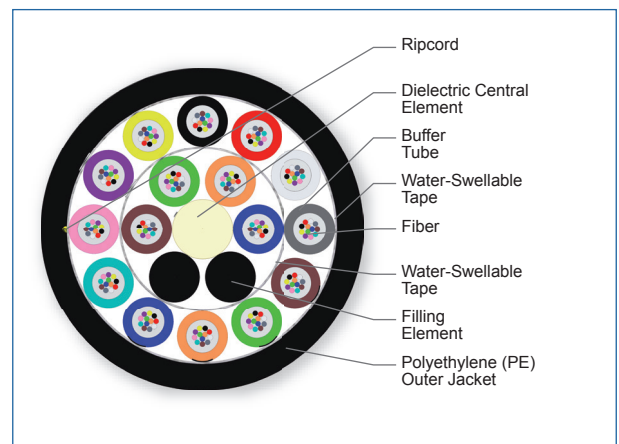 Ripcord
Dielectric Central
Element
Buffer
Tube
Water-Swellable
Tape
Fiber
Water-Swellable
Tape
Filling
Element
Polyethylene (PE)
Outer Jacket